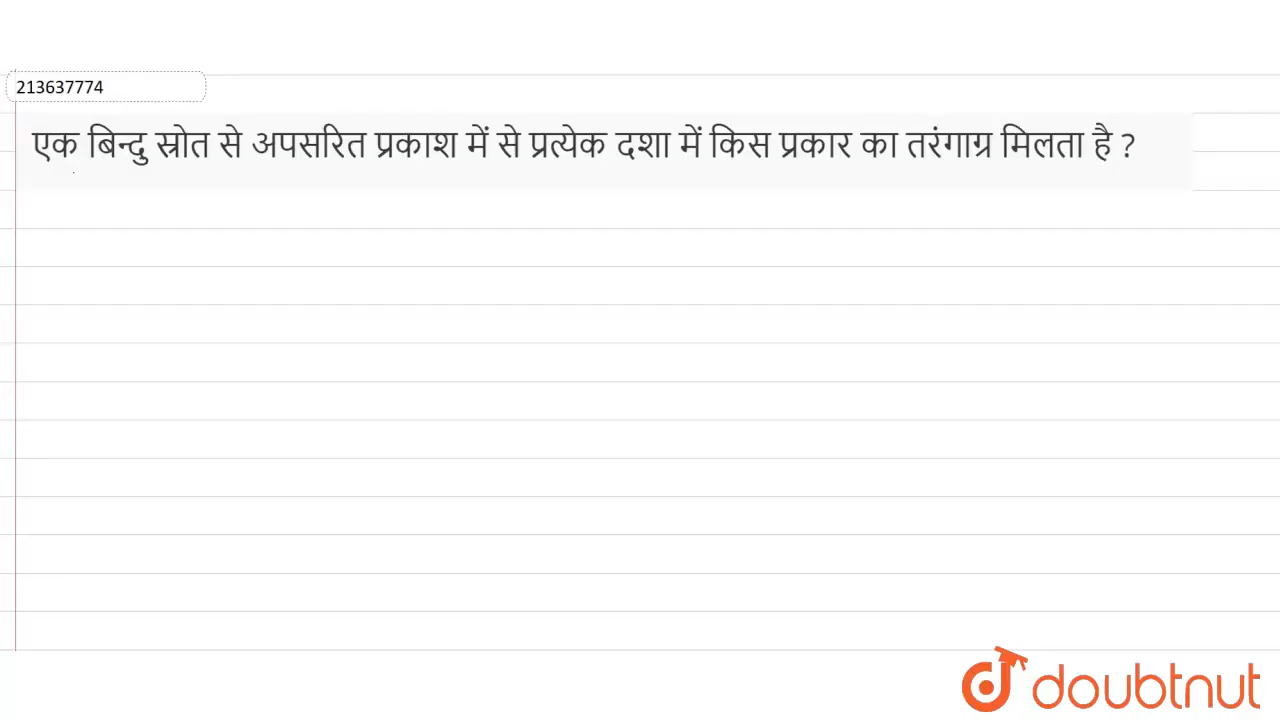 213637774
एक बिन्दु स्रोत से अपसरित प्रकाश में से प्रत्येक दशा में किस प्रकार का तरंगाग्र मिलता है ?
doubtnut